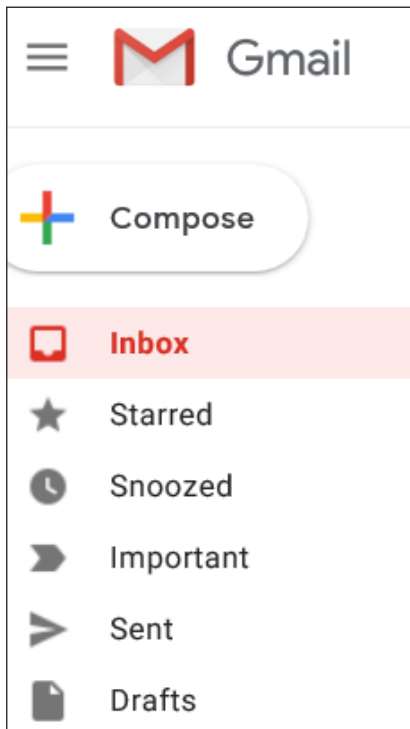 Gmail
Compose
Inbox
Starred
Snoozed
Important
Sent
Drafts